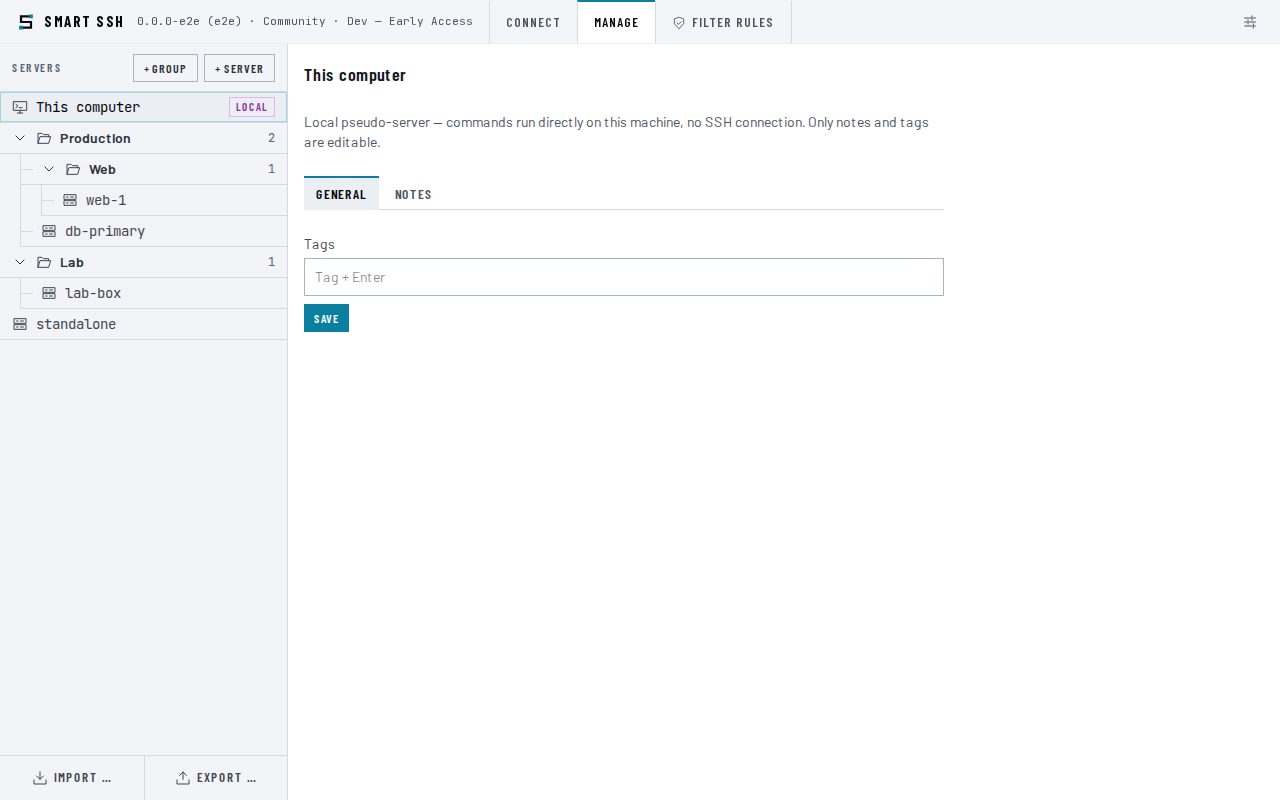 SMART SSH 0.0.0-e2e (e2e) · Community · Dev — Early Access CONNECT MANAGE FILTER RULES
SERVERS + GROUP + SERVER
This computer LOCAL
Production 2
Web 1
web-1
db-primary
Lab 1
lab-box
standalone
IMPORT … EXPORT …
This computer
Local pseudo-server — commands run directly on this machine, no SSH connection. Only notes and tags
are editable.
GENERAL NOTES
Tags
Tag + Enter
SAVE